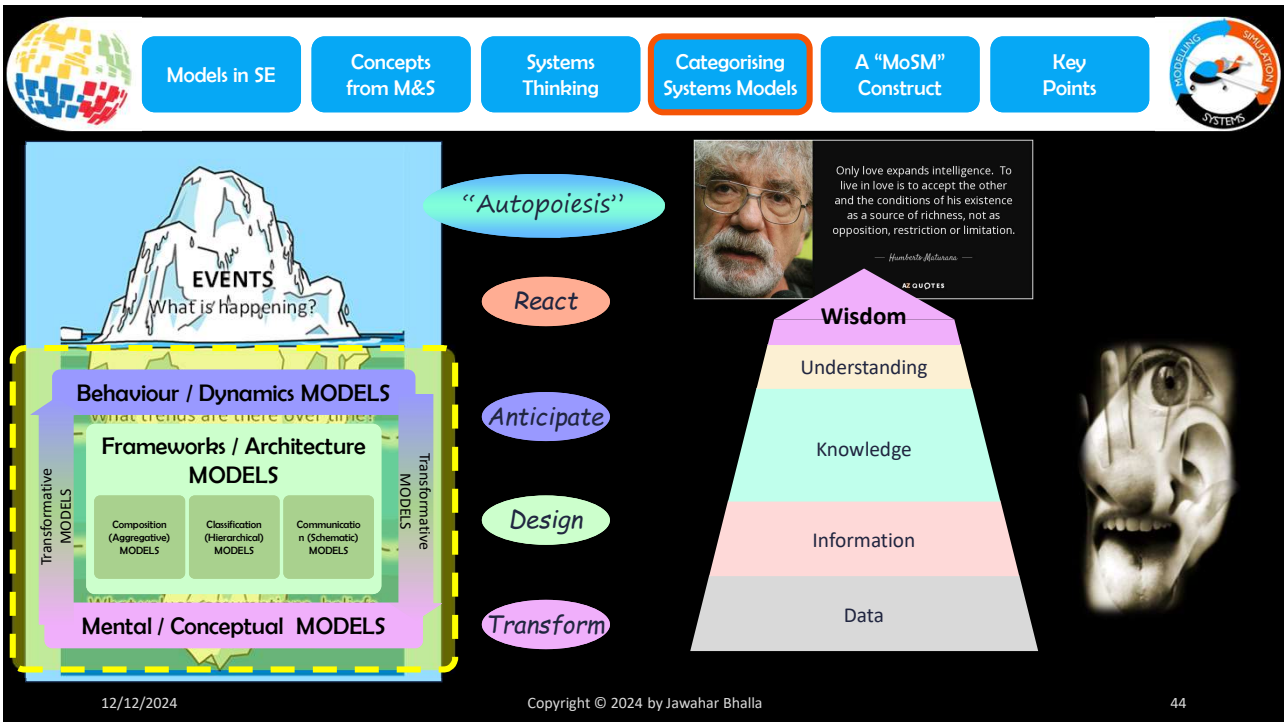 Models in SE
Concepts
from M&S
Systems
Thinking
Categorising
Systems Models
A “MoSM”
Construct
Key
Points
MODELLING
SIMULATION
SYSTEMS
EVENTS
What is happening?
Behaviour / Dynamics MODELS
What trends are there over time?
Frameworks / Architecture
MODELS
Composition
(Aggregative)
MODELS
Classification
(Hierarchical)
MODELS
Communicatio
n (Schematic)
MODELS
Transformative
MODELS
Transformative
MODELS
Mental / Conceptual MODELS
“Autopoiesis”
React
Anticipate
Design
Transform
Only love expands intelligence. To
live in love is to accept the other
and the conditions of his existence
as a source of richness, not as
opposition, restriction or limitation.
— Humberto Maturana —
AZ QUOTES
Wisdom
Understanding
Knowledge
Information
Data
12/12/2024
Copyright © 2024 by Jawahar Bhalla
44